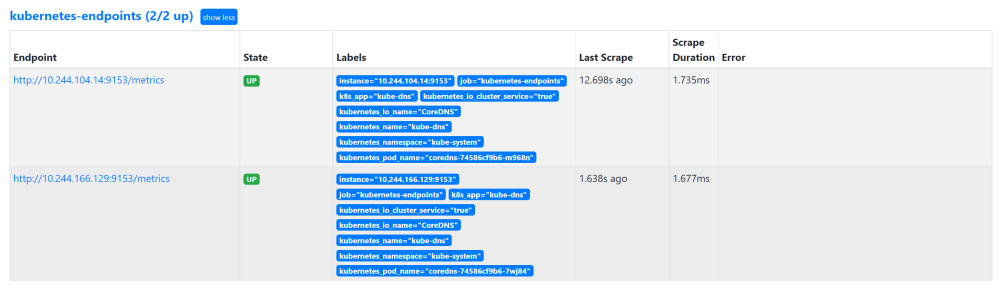 kubernetes-endpoints (2/2 up) show less
Endpoint State Labels Last Scrape Scrape Duration Error
http://10.244.104.14:9153/metrics UP instance="10.244.104.14:9153" job="kubernetes-endpoints" 12.698s ago 1.735ms
k8s_app="kube-dns" kubernetes_io_cluster_service="true"
kubernetes_io_name="CoreDNS"
kubernetes_name="kube-dns"
kubernetes_namespace="kube-system"
kubernetes_pod_name="coredns-74586cf9b6-m968n"
http://10.244.166.129:9153/metrics UP instance="10.244.166.129:9153" 1.638s ago 1.677ms
job="kubernetes-endpoints" k8s_app="kube-dns"
kubernetes_io_cluster_service="true"
kubernetes_io_name="CoreDNS"
kubernetes_name="kube-dns"
kubernetes_namespace="kube-system"
kubernetes_pod_name="coredns-74586cf9b6-7wj84"